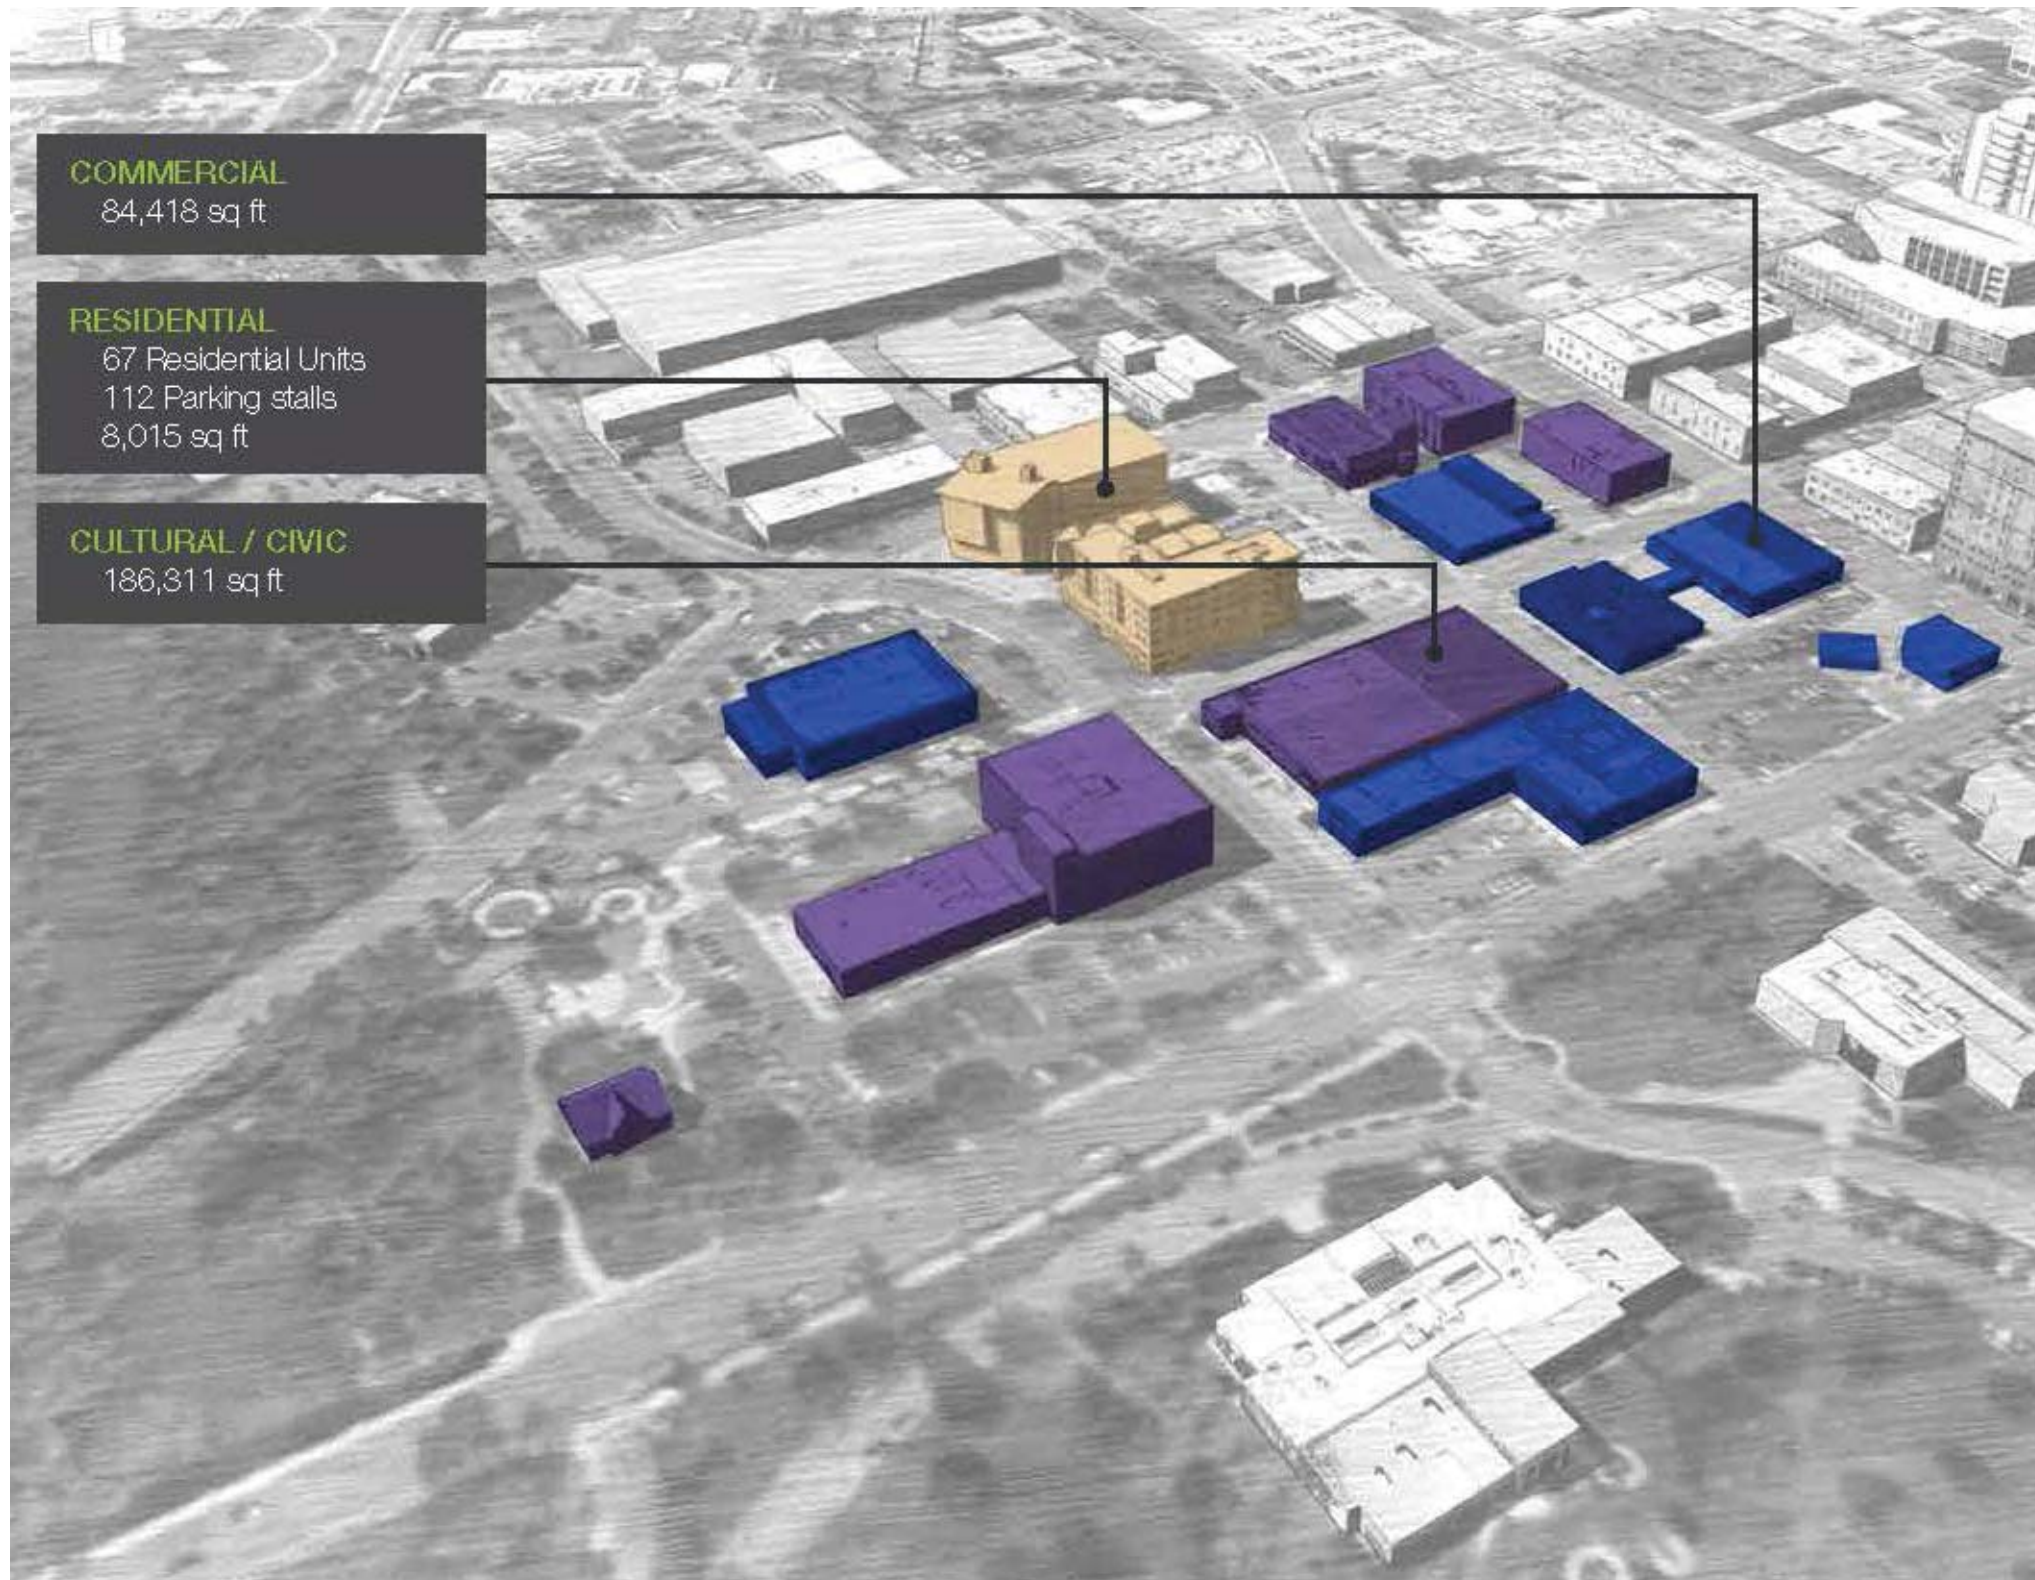 COMMERCIAL
84,418 sq ft
RESIDENTIAL
67 Residential Units
112 Parking stalls
8,015 sq ft
CULTURAL / CIVIC
186,311 sq ft